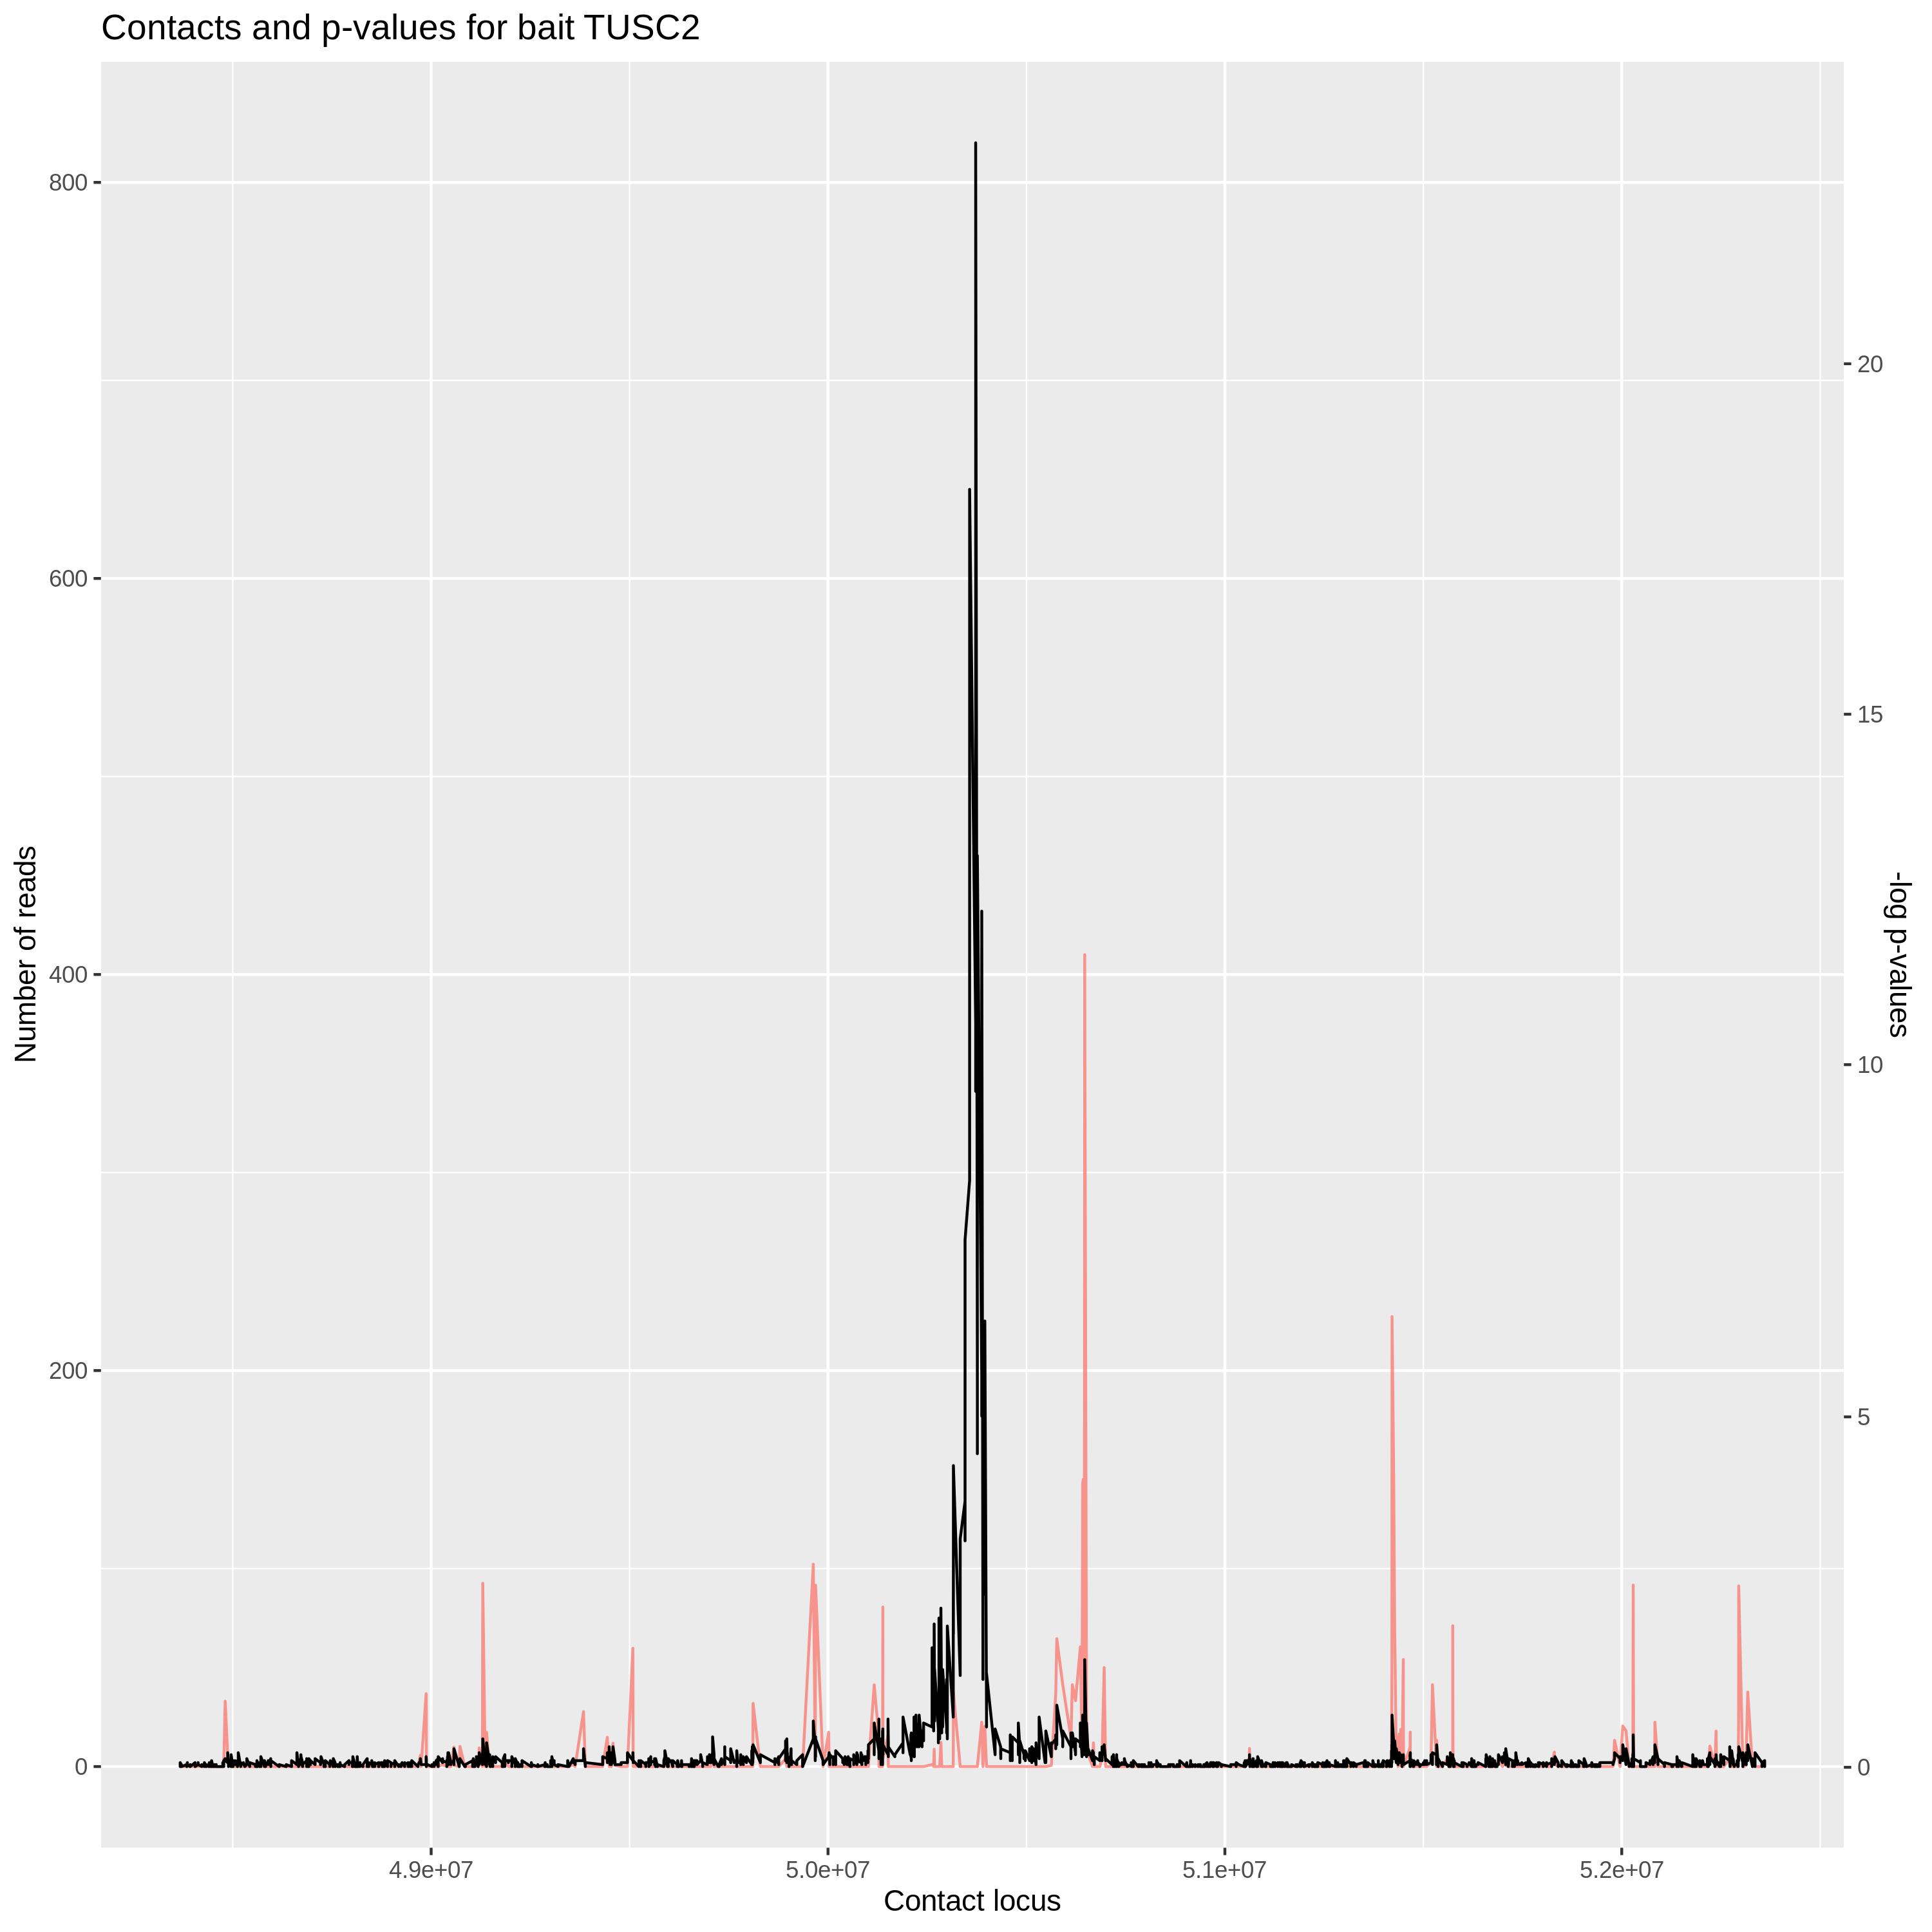 Contacts and p-values for bait TUSC2
800
600
400
200
0
Number of reads
20
15
10
5
0
-log p-values
4.9e+07
5.0e+07
5.1e+07
5.2e+07
Contact locus